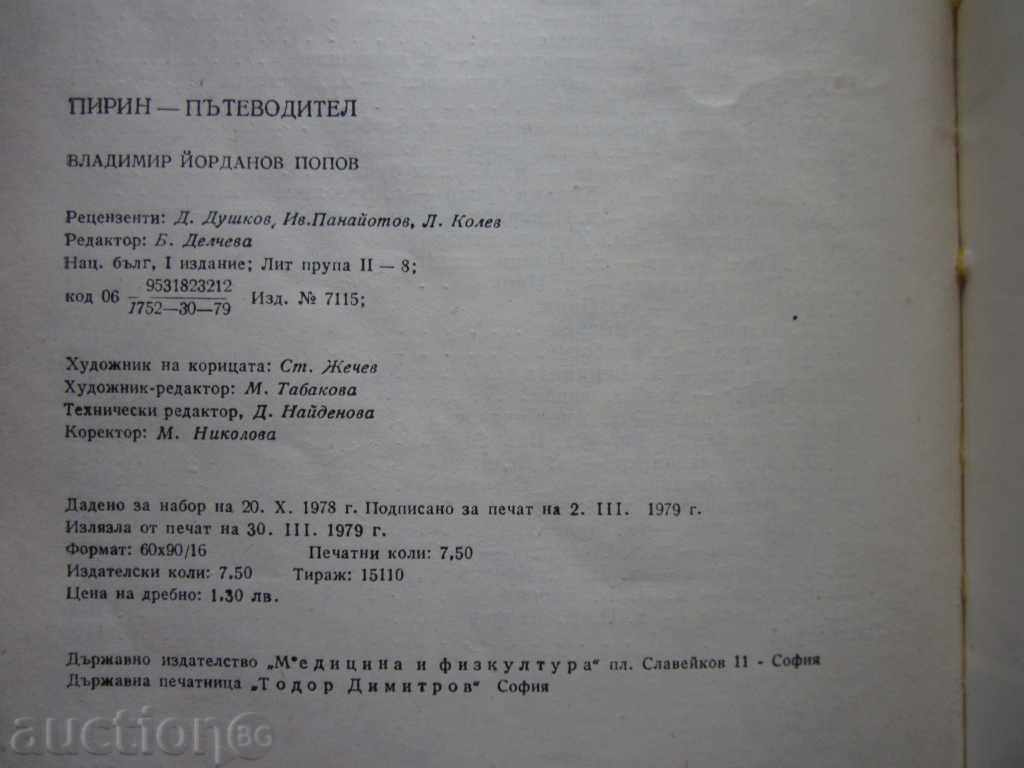 ПИРИН — ПЪТЕВОДИТЕЛ
ВЛАДИМИР ЙОРДАНОВ ПОПОВ
Рецензенти: Д. Душков, Ив.Панайотов, Л. Колев
Редактор: Б. Делчева
Нац. бълг, I издание; Лит група II — 8;
код 06 9531823212/1752—30—79 Изд. № 7115;
Художник на корицата: Ст. Жечев
Художник-редактор: М. Табакова
Технически редактор, Д. Найденова
Коректор: М. Николова
Дадено за набор на 20. X. 1978 г. Подписано за печат на 2. III. 1979 г.
Излязла от печат на 30. III. 1979 г.
Формат: 60х90/16 Печатни коли: 7,50
Издателски коли: 7,50 Тираж: 15110
Цена на дребно: 1.30 лв.
Държавно издателство „Медицина и физкултура“ пл. Славейков 11 - София
Държавна печатница „Тодор Димитров“ София
auction BG